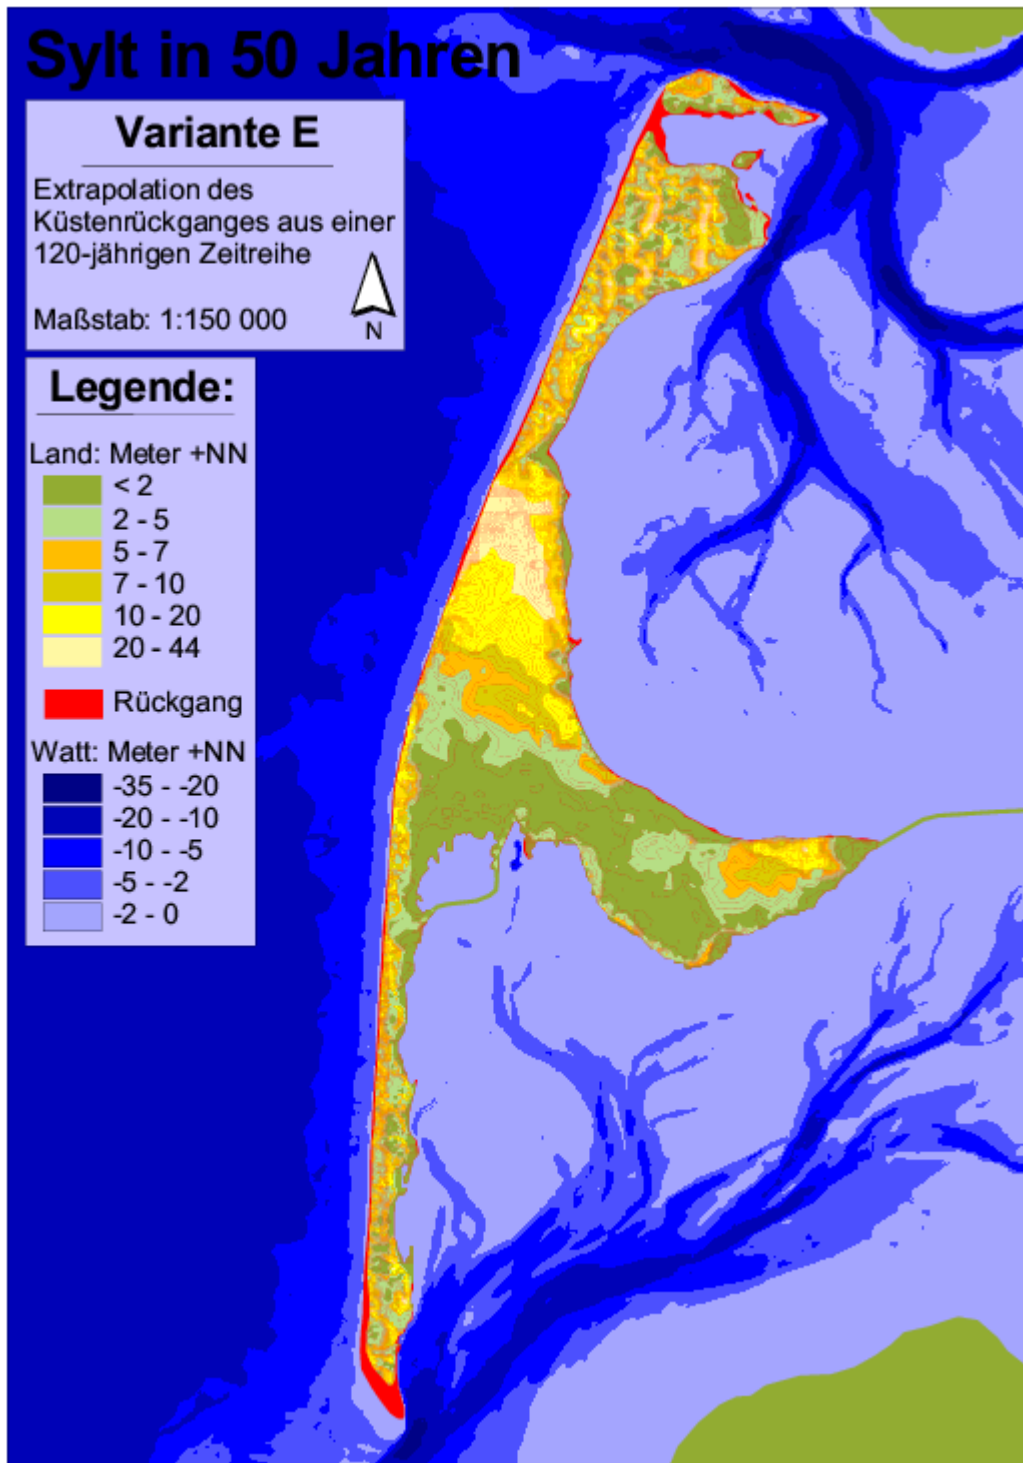 Sylt in 50 Jahren
Variante E
Extrapolation des
Küstenrückganges aus einer
120-jährigen Zeitreihe
Maßstab: 1:150 000
N
Legende:
Land: Meter +NN
< 2
2 - 5
5 - 7
7 - 10
10 - 20
20 - 44
Rückgang
Watt: Meter +NN
-35 - -20
-20 - -10
-10 - -5
-5 - -2
-2 - 0